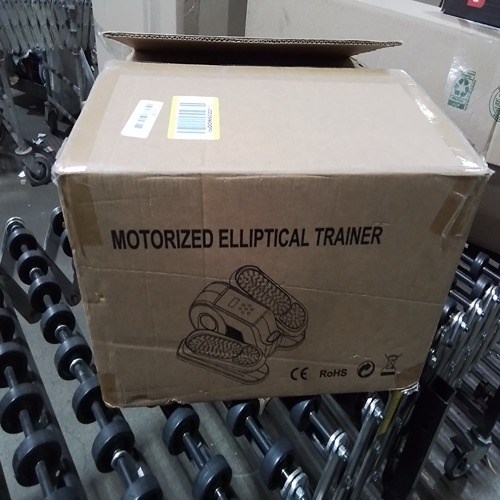 MOTORIZED ELLIPTICAL TRAINER
CE RoHS